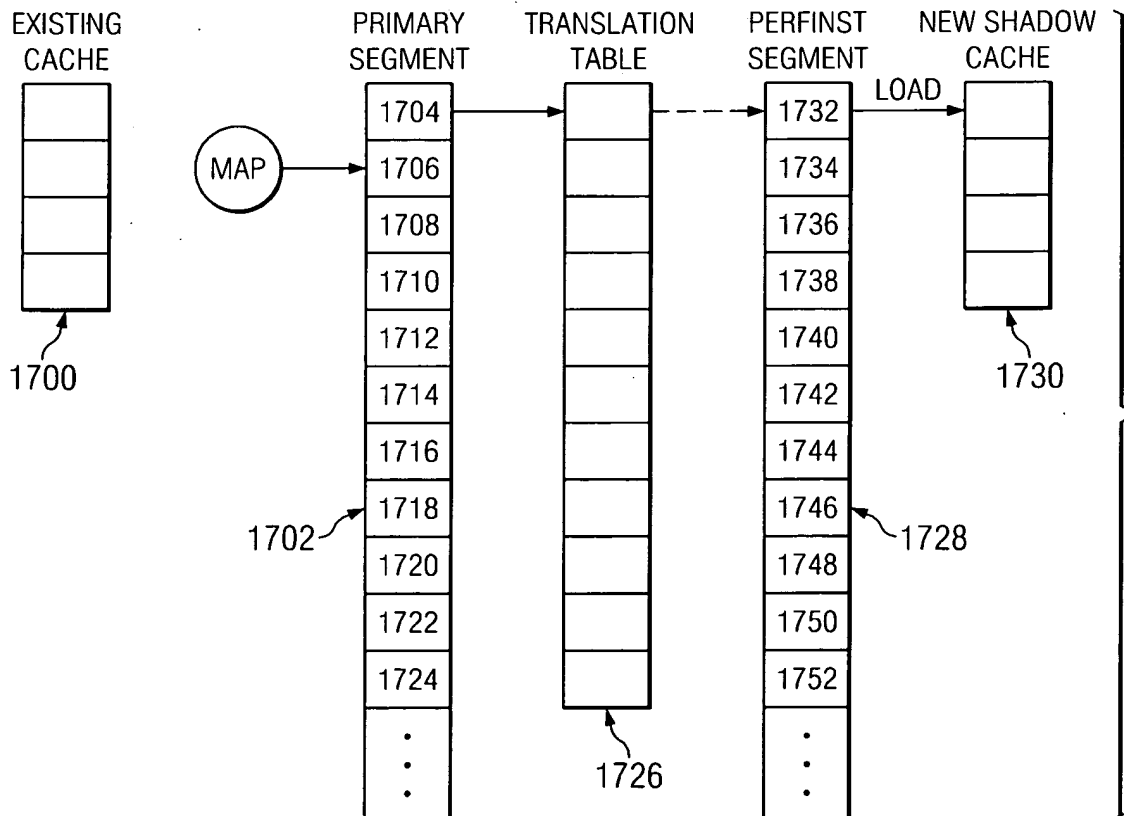 EXISTING
CACHE
PRIMARY
SEGMENT
TRANSLATION
TABLE
PERFINST
SEGMENT
NEW SHADOW
CACHE
LOAD
MAP
1704
1706
1708
1710
1712
1714
1716
1718
1720
1722
1724
1732
1734
1736
1738
1740
1742
1744
1746
1748
1750
1752
1700
1730
1702
1728
1726